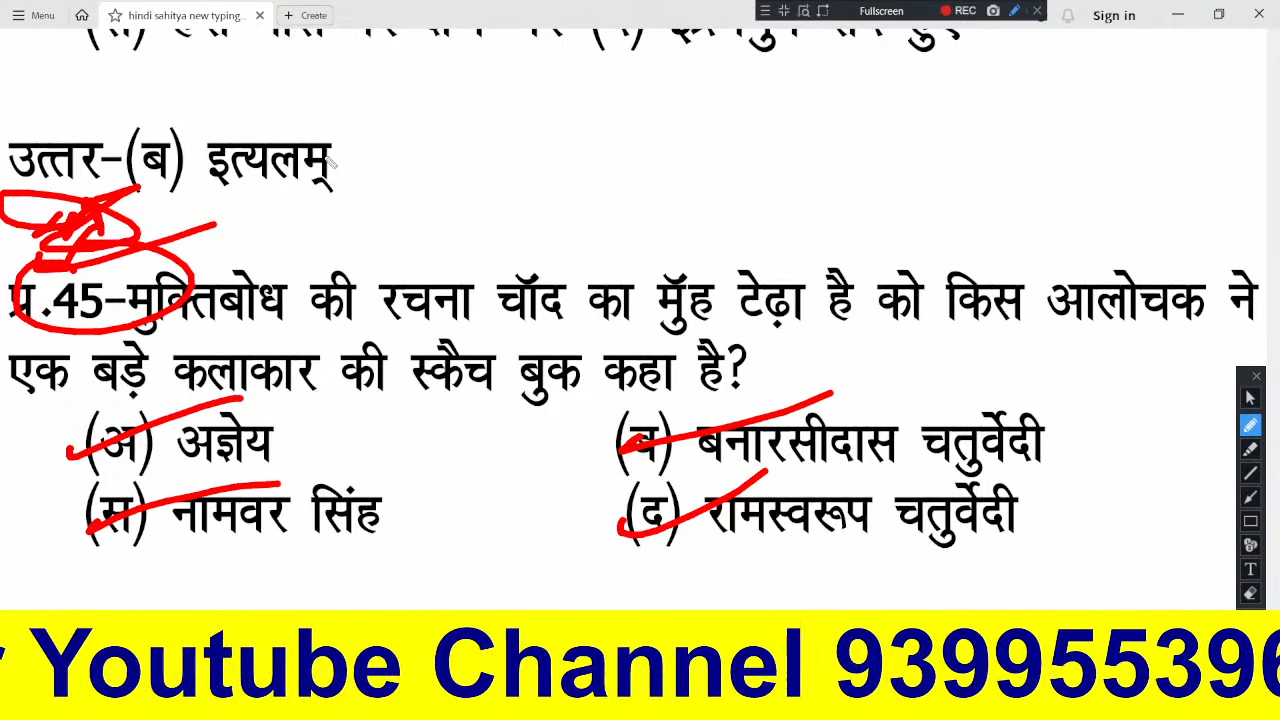 Menu
hindi sahitya new typing...
Create
Fullscreen
REC
Sign in
उत्तर-(ब) इत्यलम्
प्र.45-मुक्तिबोध की रचना चॉंद का मुॅंह टेढ़ा है को किस आलोचक ने
एक बड़े कलाकार की स्कैच बुक कहा है?
(अ) अज्ञेय
(ब) बनारसीदास चतुर्वेदी
(स) नामवर सिंह
(द) रामस्वरूप चतुर्वेदी
Youtube Channel 939955396